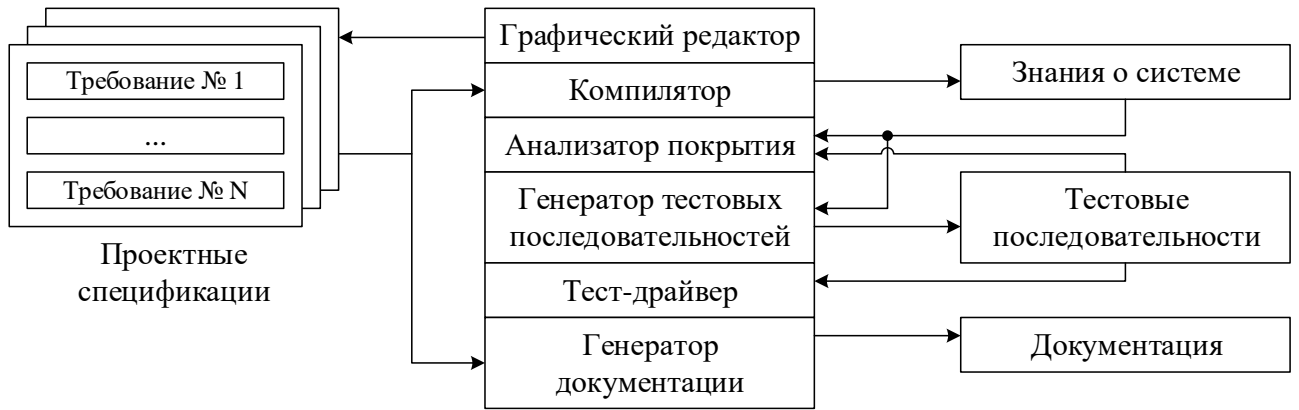 Требование № 1
...
Требование № N
Проектные
спецификации
Графический редактор
Компилятор
Анализатор покрытия
Генератор тестовых
последовательностей
Тест-драйвер
Генератор
документации
Знания о системе
Тестовые
последовательности
Документация